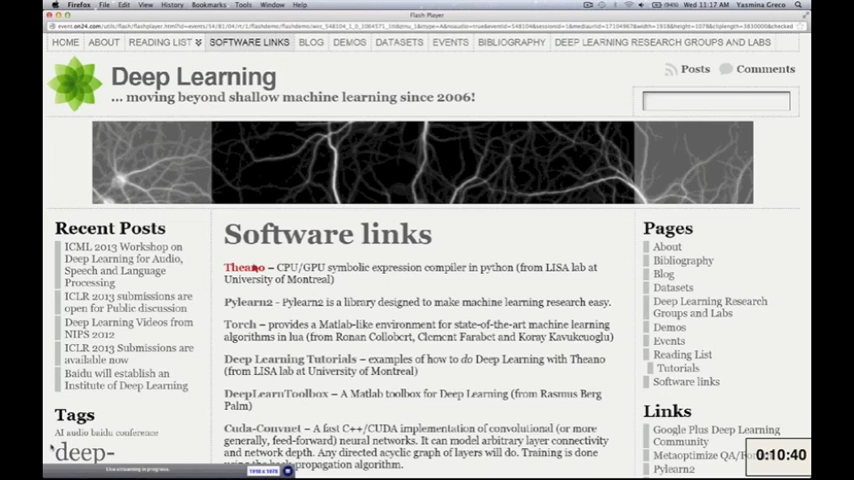 Firefox File Edit View History Bookmarks Tools Window Help
Wed 11:17 AM Yasmina Greco
Flash Player
HOME ABOUT READING LIST SOFTWARE LINKS BLOG DEMOS DATASETS EVENTS BIBLIOGRAPHY DEEP LEARNING RESEARCH GROUPS AND LABS
Deep Learning
... moving beyond shallow machine learning since 2006!
Posts Comments
Recent Posts
ICML 2013 Workshop on
Deep Learning for Audio,
Speech and Language
Processing
ICLR 2013 submissions are
open for Public discussion
Deep Learning Videos from
NIPS 2012
ICLR 2013 Submissions are
available now
Baidu will establish an
Institute of Deep Learning
Tags
AI audio baidu conference
deep-
Live streaming in progress.
Software links
Theano – CPU/GPU symbolic expression compiler in python (from LISA lab at
University of Montreal)
Pylearn2 - Pylearn2 is a library designed to make machine learning research easy.
Torch – provides a Matlab-like environment for state-of-the-art machine learning
algorithms in lua (from Ronan Collobert, Clement Farabet and Koray Kavukcuoglu)
Deep Learning Tutorials – examples of how to do Deep Learning with Theano
(from LISA lab at University of Montreal)
DeepLearnToolbox – A Matlab toolbox for Deep Learning (from Rasmus Berg
Palm)
Cuda-Convnet – A fast C++/CUDA implementation of convolutional (or more
generally, feed-forward) neural networks. It can model arbitrary layer connectivity
and network depth. Any directed acyclic graph of layers will do. Training is done
using the back-propagation algorithm.
1918 x 1078
Pages
About
Bibliography
Blog
Datasets
Deep Learning Research
Groups and Labs
Demos
Events
Reading List
Tutorials
Software links
Links
Google Plus Deep Learning
Community
Metaoptimize QA/
Pylearn2
0:10:40